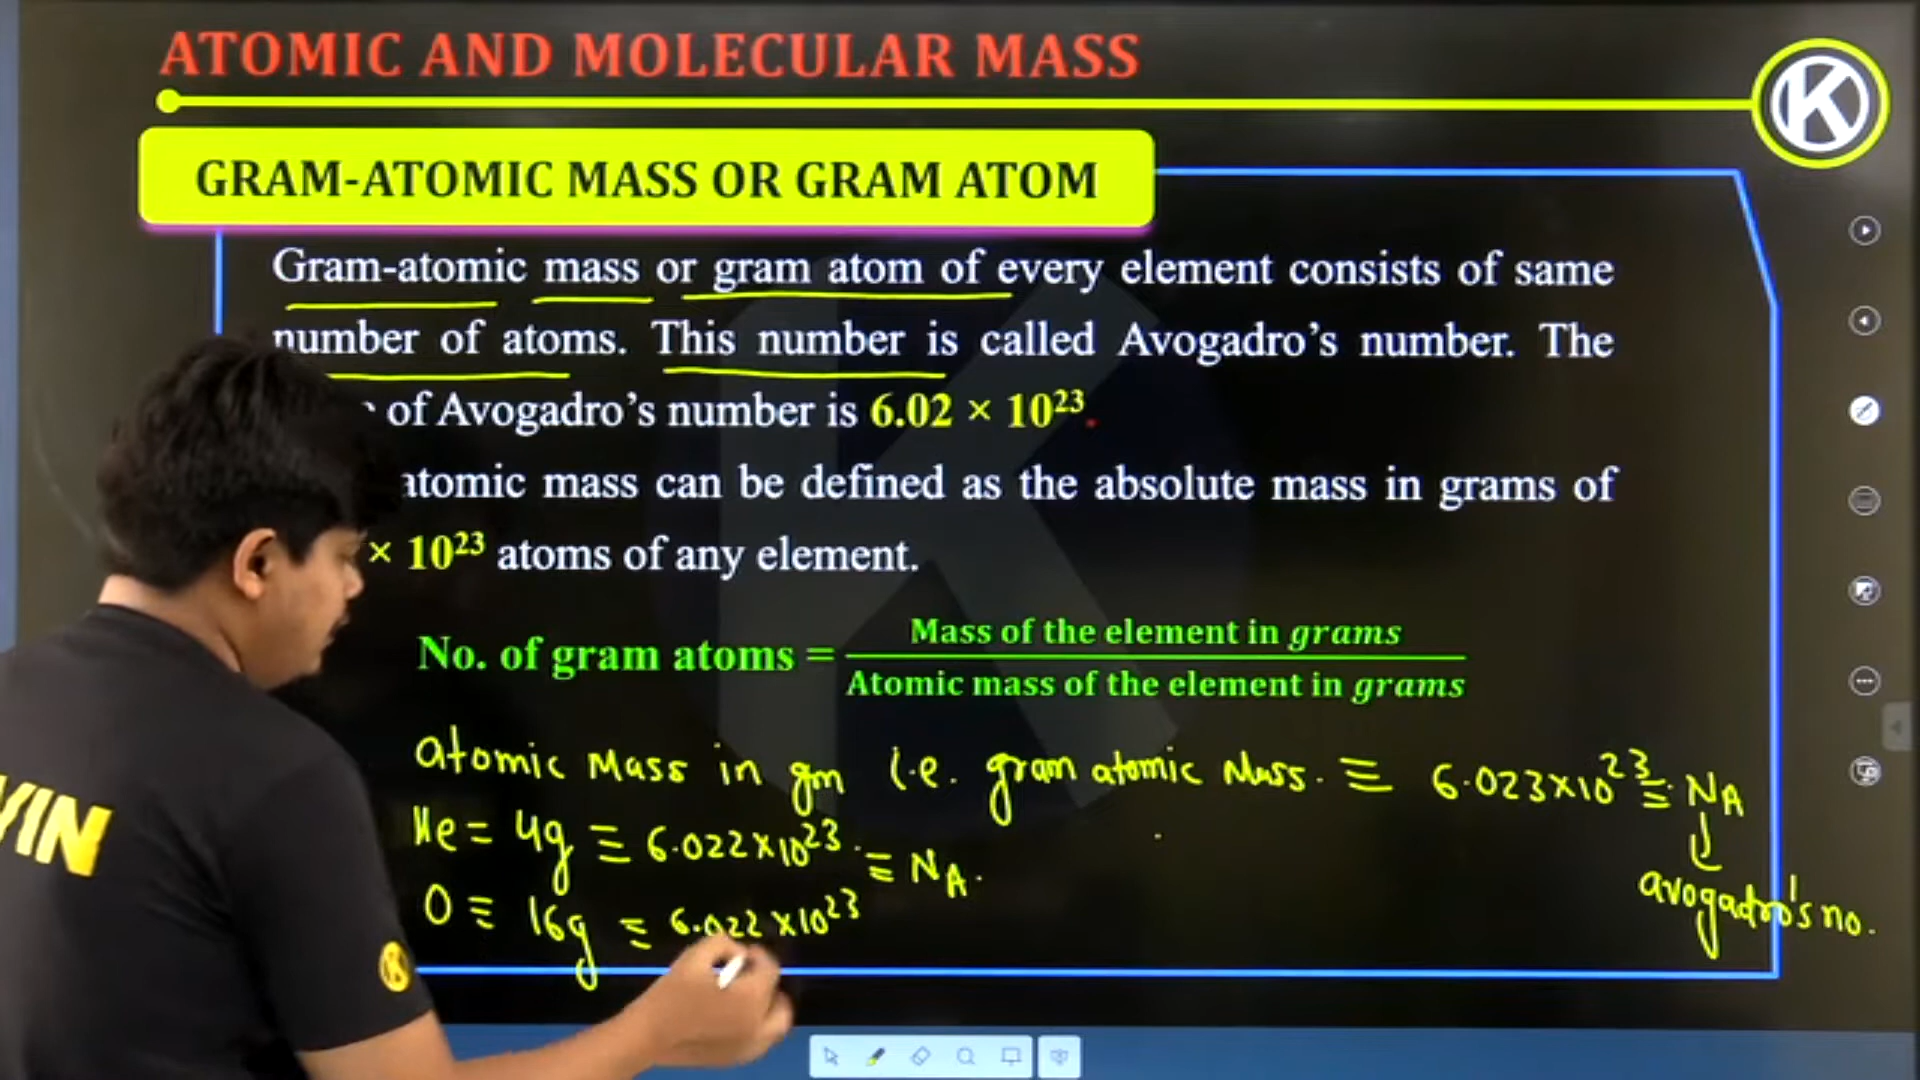 ATOMIC AND MOLECULAR MASS
K
GRAM-ATOMIC MASS OR GRAM ATOM
Gram-atomic mass or gram atom of every element consists of same
number of atoms. This number is called Avogadro’s number. The
of Avogadro’s number is 6.02 × 10²³.
atomic mass can be defined as the absolute mass in grams of
× 10²³ atoms of any element.
No. of gram atoms = Mass of the element in grams / Atomic mass of the element in grams
Atomic Mass in gm i.e. gram atomic Mass. ≡ 6.023×10²³ ≡ N_A
He = 4g ≡ 6.022×10²³. ≡ N_A.
avogadro's no.
O ≡ 16g ≡ 6.022×10²³
VIN
K